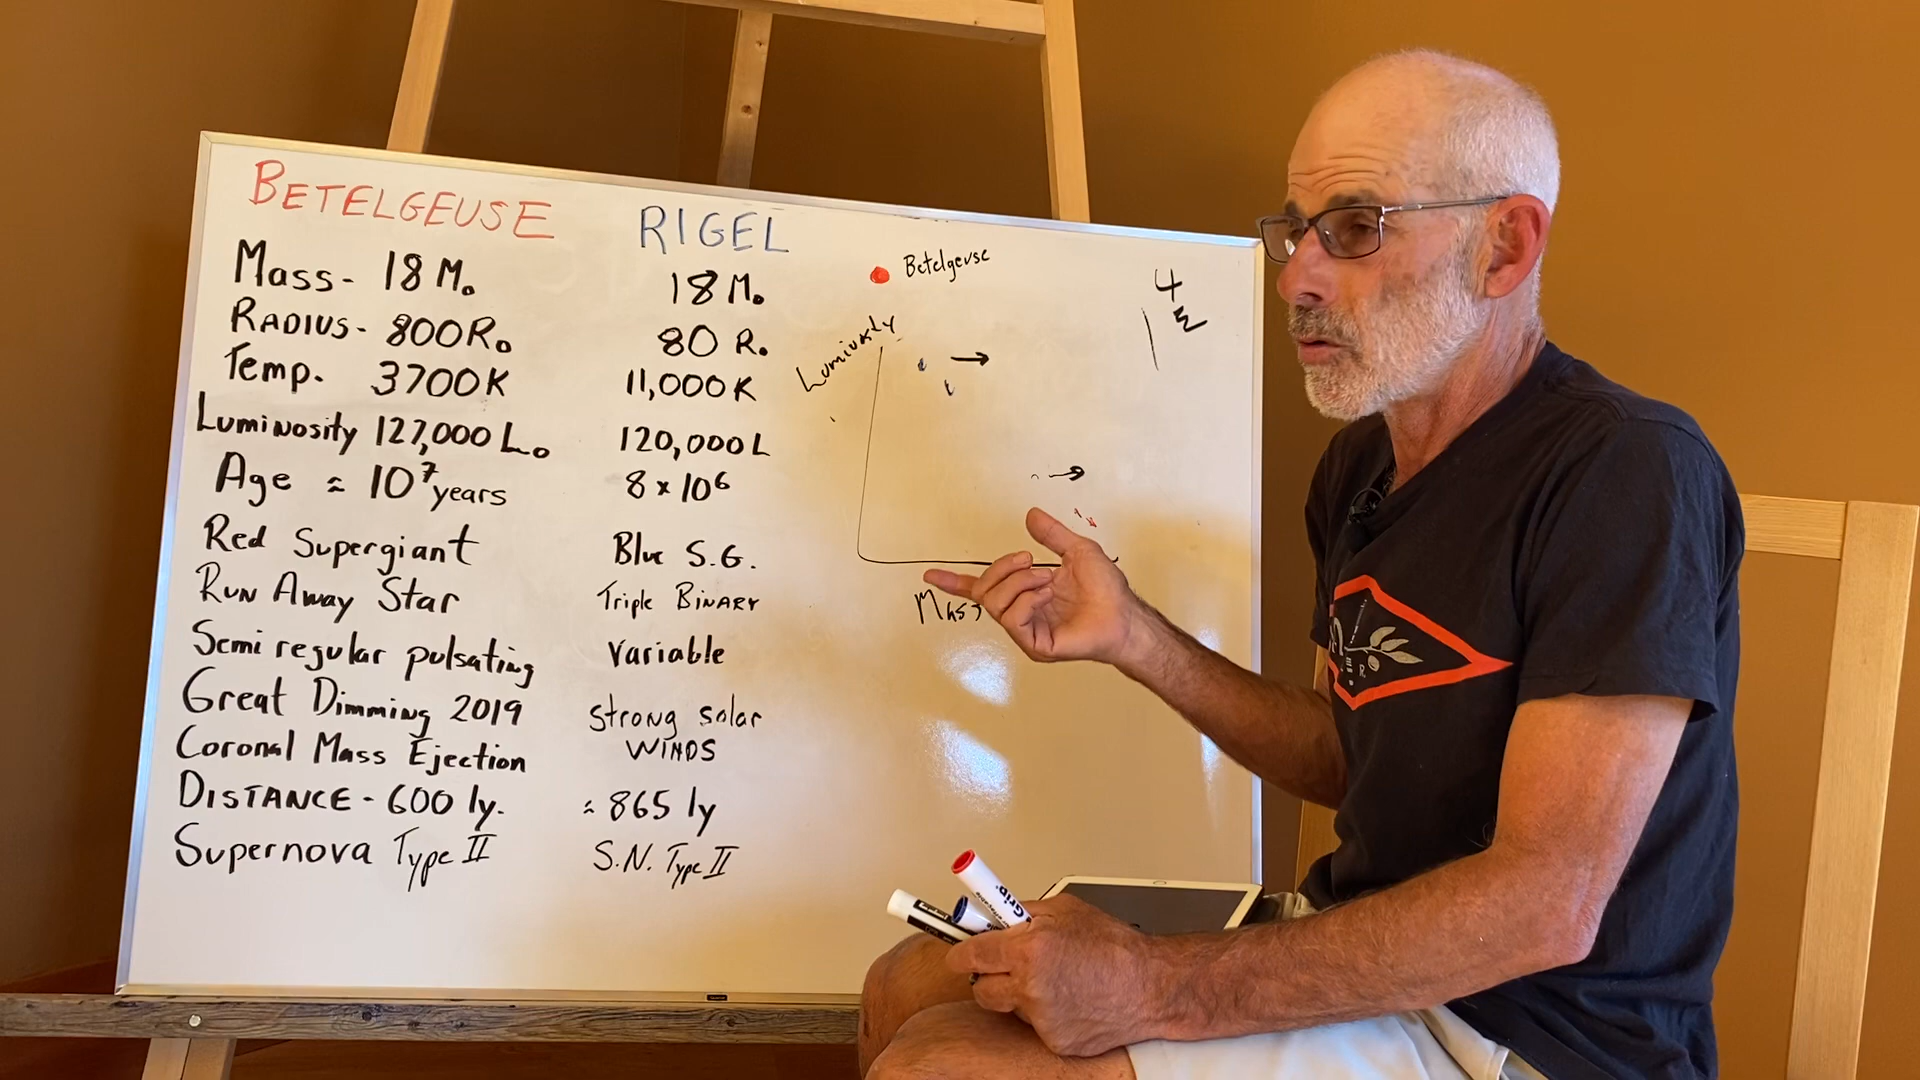 BETELGEUSE RIGEL
Mass - 18 M. 18 M.
RADIUS - 800 R. 80 R.
Temp. 3700K 11,000K
Luminosity 127,000 L. 120,000 L
Age ≈ 10⁷ years 8 x 10⁶
Red Supergiant Blue S.G.
Run Away Star Triple BINARY
Semi regular pulsating Variable
Great Dimming 2019 Strong solar
WINDS
Coronal Mass Ejection
DISTANCE - 600 ly. ≈ 865 ly
Supernova Type II S.N. Type II
Betelgeuse
Luminosity
Mass
4
Grip